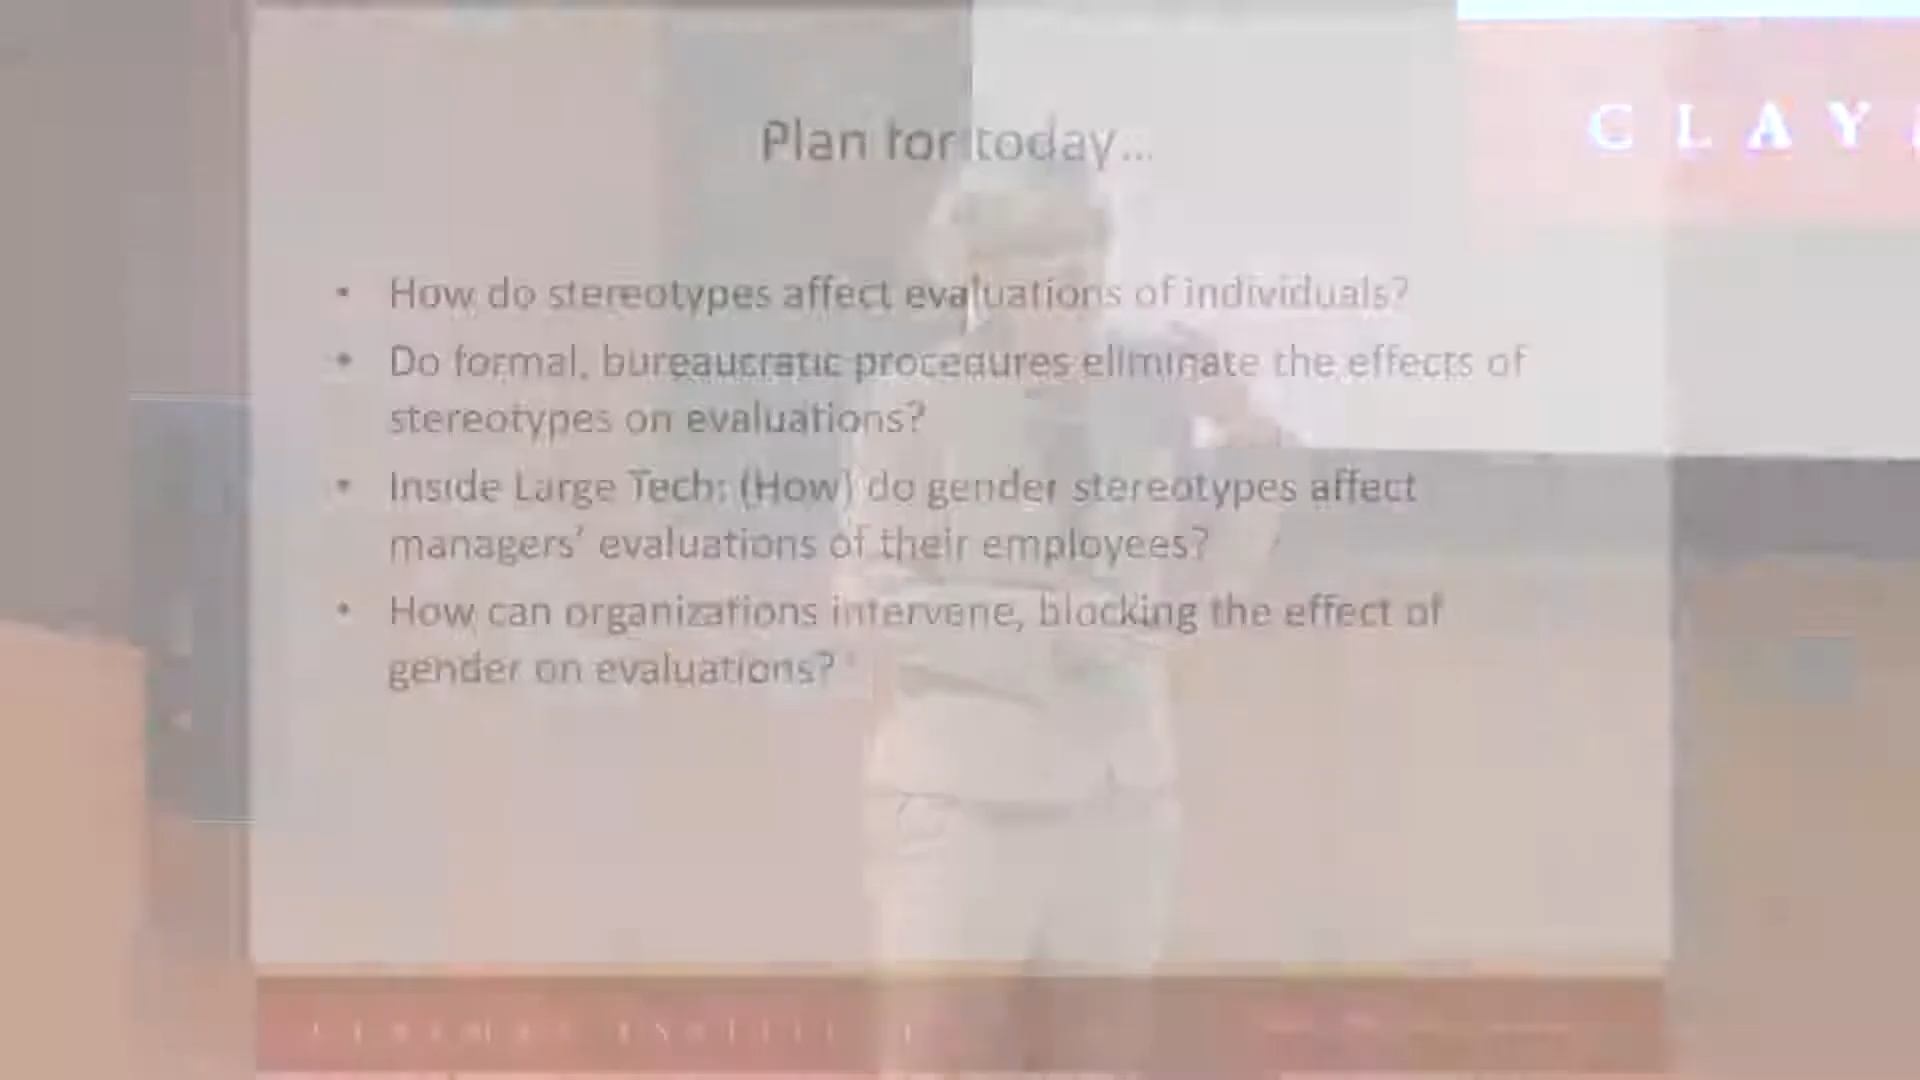 CLAY
Plan for today...
• How do stereotypes affect evaluations of individuals?
• Do formal, bureaucratic procedures eliminate the effects of
stereotypes on evaluations?
• Inside Large Tech: (How) do gender stereotypes affect
managers' evaluations of their employees?
• How can organizations intervene, blocking the effect of
gender on evaluations?